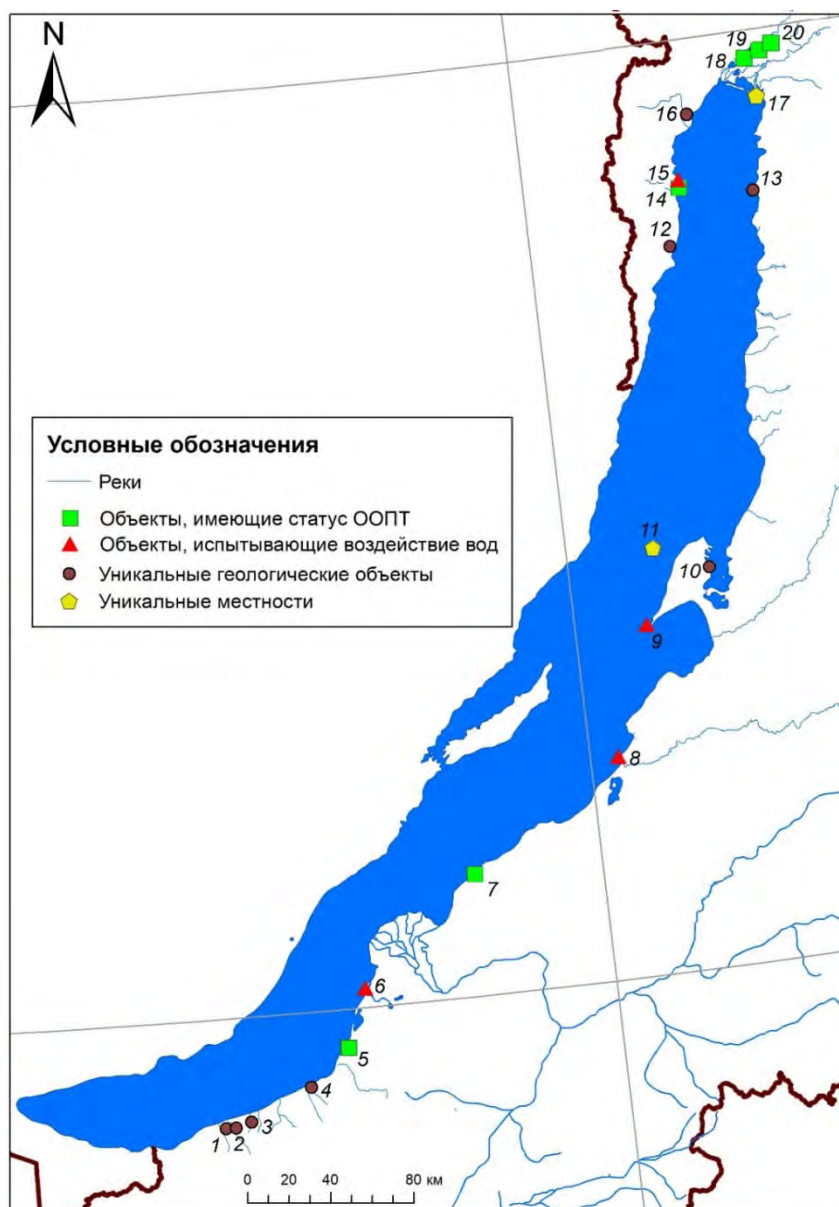 N
20
19
18
17
16
15
14
13
12
Условные обозначения
Реки
Объекты, имеющие статус ООПТ
Объекты, испытывающие воздействие вод
Уникальные геологические объекты
Уникальные местности
11
10
9
8
7
6
5
4
3
1 2
0 20 40 80 км